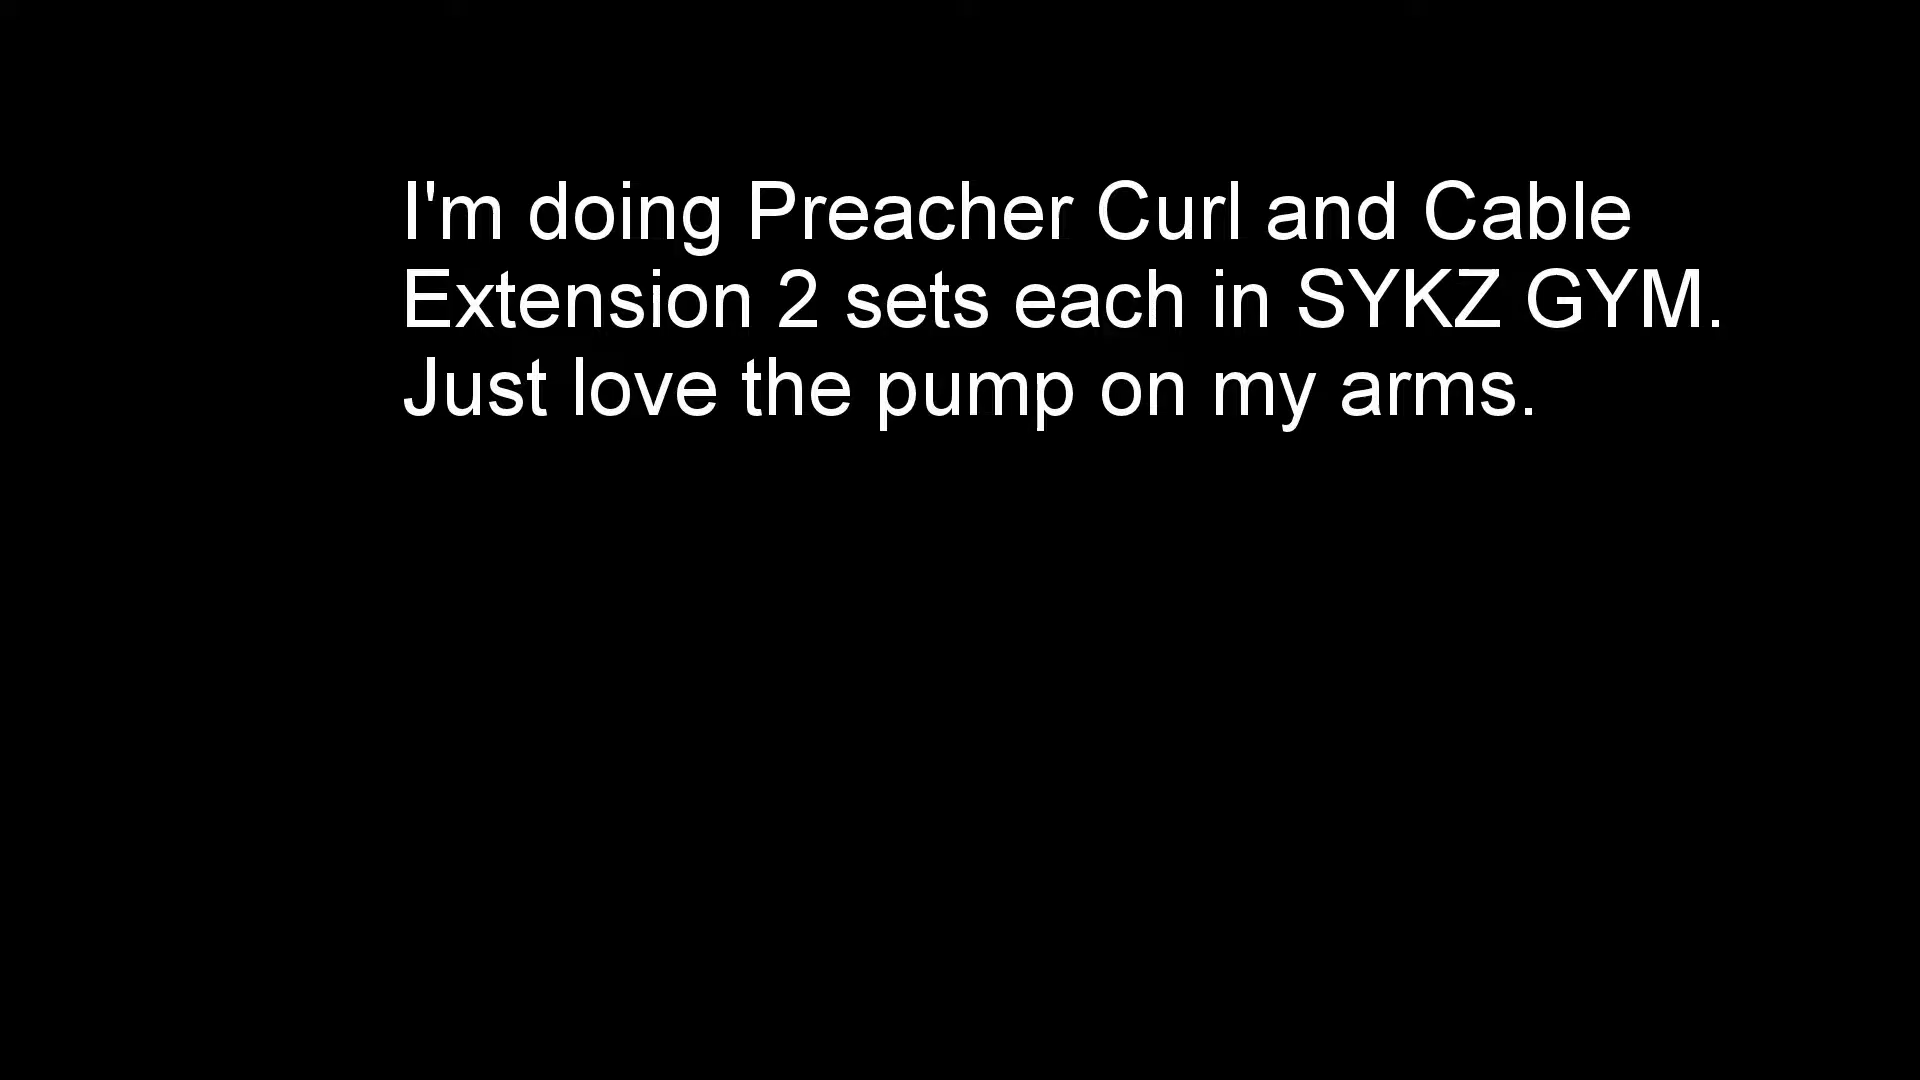 I'm doing Preacher Curl and Cable
Extension 2 sets each in SYKZ GYM.
Just love the pump on my arms.